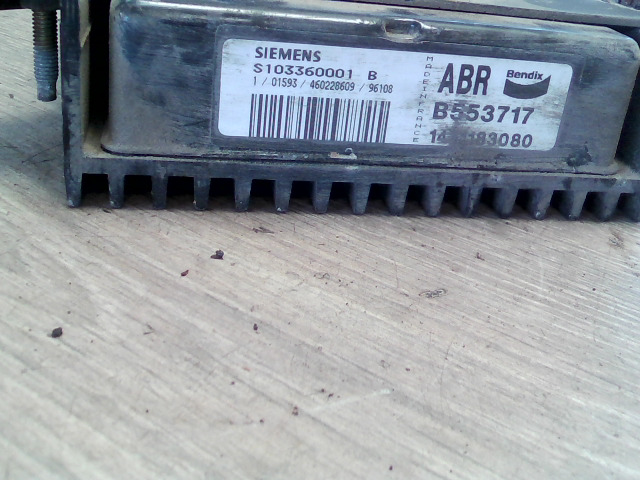 SIEMENS
S103360001 B
1 / 01593 / 460228609 / 96108
MADE IN FRANCE
ABR Bendix
B553717